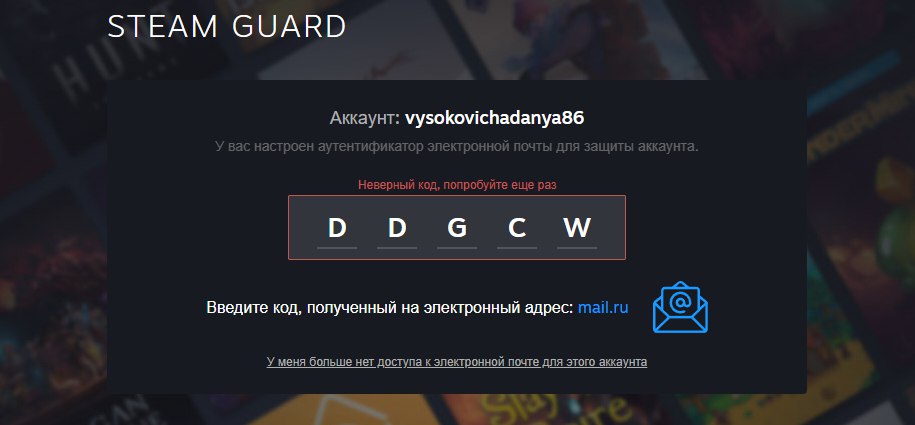 STEAM GUARD
Аккаунт: vysokovichadanya86
У вас настроен аутентификатор электронной почты для защиты аккаунта.
Неверный код, попробуйте еще раз
D D G C W
Введите код, полученный на электронный адрес: mail.ru
У меня больше нет доступа к электронной почте для этого аккаунта